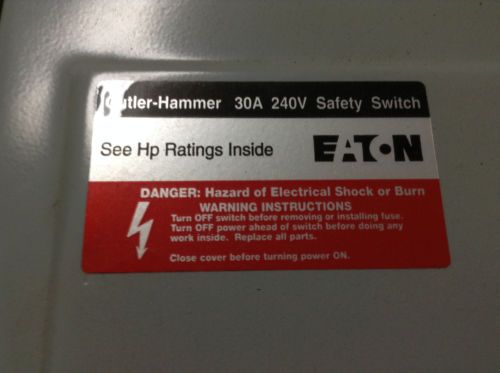 Cutler-Hammer 30A 240V Safety Switch
See Hp Ratings Inside
EATON
DANGER: Hazard of Electrical Shock or Burn
WARNING INSTRUCTIONS
Turn OFF switch before removing or installing fuse.
Turn OFF power ahead of switch before doing any
work inside. Replace all parts.
Close cover before turning power ON.